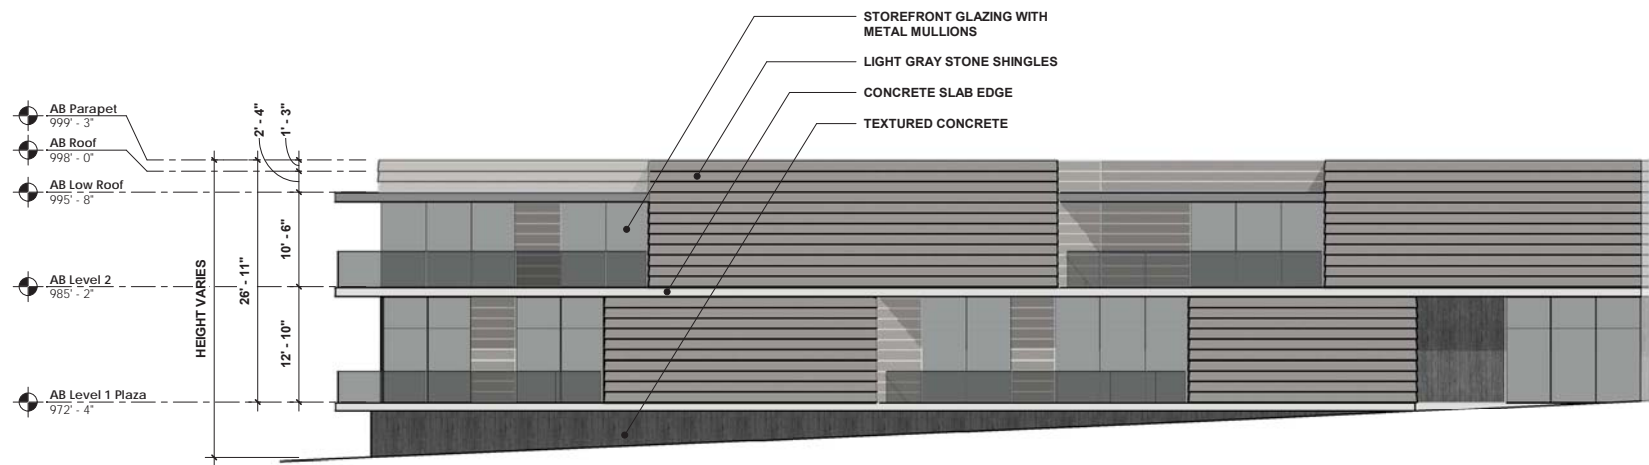 STOREFRONT GLAZING WITH
METAL MULLIONS
LIGHT GRAY STONE SHINGLES
CONCRETE SLAB EDGE
TEXTURED CONCRETE
AB Parapet
999' - 3"
AB Roof
998' - 0"
AB Low Roof
995' - 8"
AB Level 2
985' - 2"
AB Level 1 Plaza
972' - 4"
HEIGHT VARIES
26' - 11"
2' - 4"
1' - 3"
10' - 6"
12' - 10"